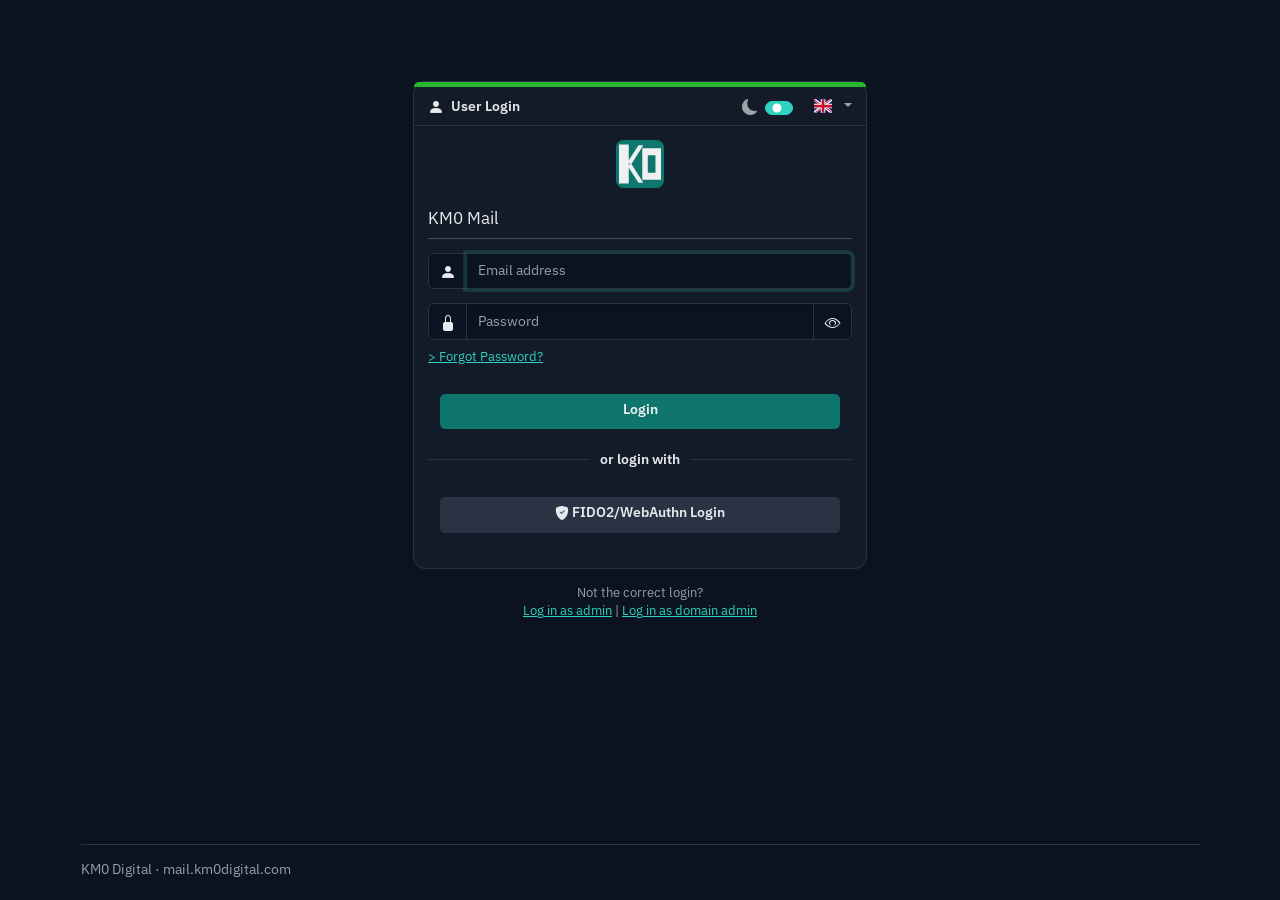 User Login
K0
KM0 Mail
Email address
Password
> Forgot Password?
Login
or login with
FIDO2/WebAuthn Login
Not the correct login?
Log in as admin | Log in as domain admin
KM0 Digital · mail.km0digital.com